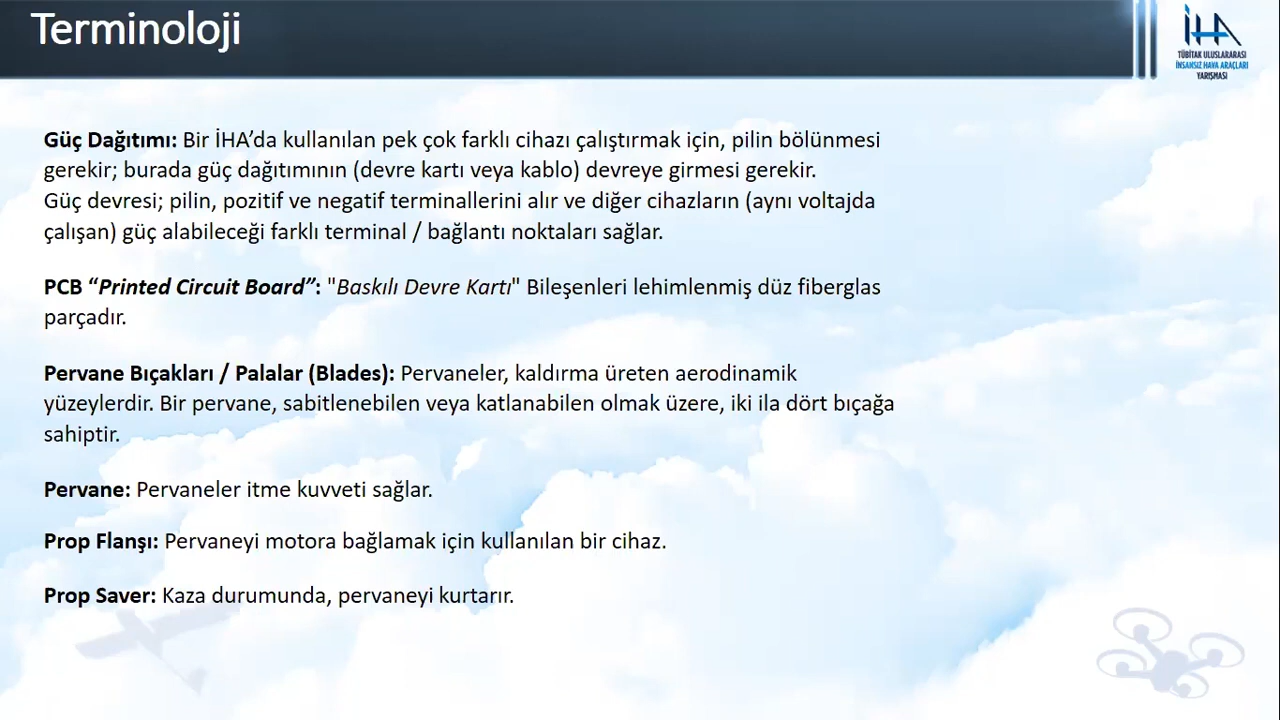 Terminoloji
İHA
TÜBİTAK ULUSLARARASI
İNSANSIZ HAVA ARAÇLARI
YARIŞMASI
Güç Dağıtımı: Bir İHA’da kullanılan pek çok farklı cihazı çalıştırmak için, pilin bölünmesi
gerekir; burada güç dağıtımının (devre kartı veya kablo) devreye girmesi gerekir.
Güç devresi; pilin, pozitif ve negatif terminallerini alır ve diğer cihazların (aynı voltajda
çalışan) güç alabileceği farklı terminal / bağlantı noktaları sağlar.
PCB “Printed Circuit Board”: "Baskılı Devre Kartı" Bileşenleri lehimlenmiş düz fiberglas
parçadır.
Pervane Bıçakları / Palalar (Blades): Pervaneler, kaldırma üreten aerodinamik
yüzeylerdir. Bir pervane, sabitlenebilen veya katlanabilen olmak üzere, iki ila dört bıçağa
sahiptir.
Pervane: Pervaneler itme kuvveti sağlar.
Prop Flanşı: Pervaneyi motora bağlamak için kullanılan bir cihaz.
Prop Saver: Kaza durumunda, pervaneyi kurtarır.